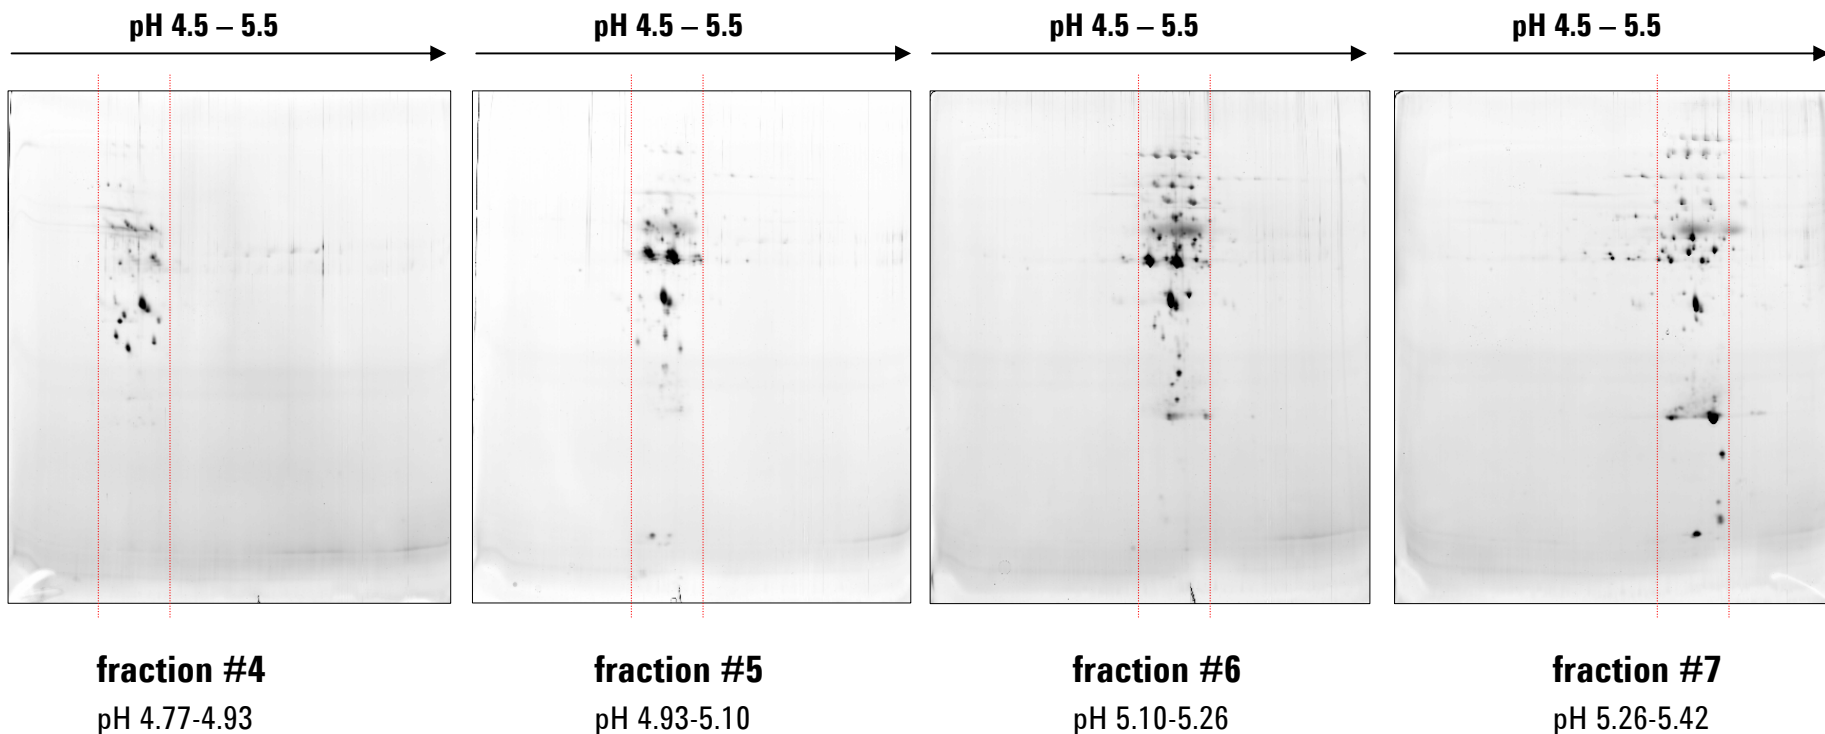 pH 4.5 – 5.5
pH 4.5 – 5.5
pH 4.5 – 5.5
pH 4.5 – 5.5
fraction #4
pH 4.77-4.93
fraction #5
pH 4.93-5.10
fraction #6
pH 5.10-5.26
fraction #7
pH 5.26-5.42